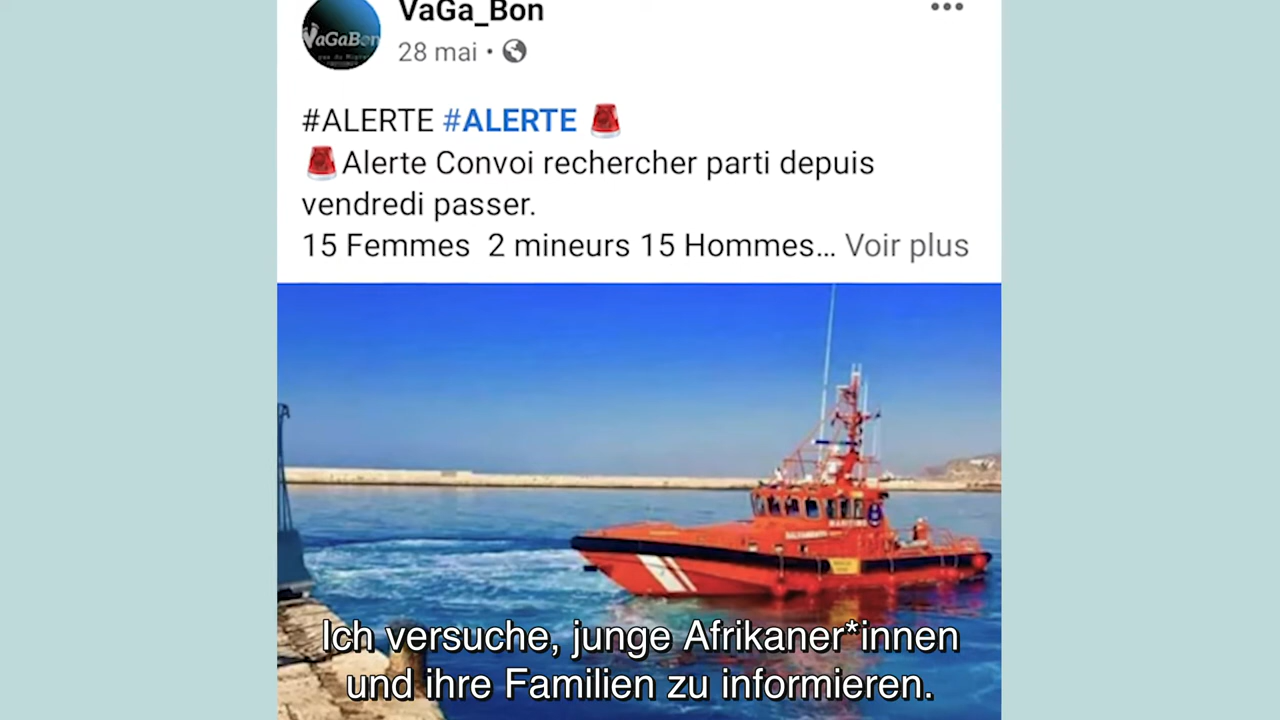 VaGa_Bon
VaGaBon
28 mai •
#ALERTE #ALERTE
Alerte Convoi rechercher parti depuis
vendredi passer.
15 Femmes 2 mineurs 15 Hommes... Voir plus
Ich versuche, junge Afrikaner*innen
und ihre Familien zu informieren.